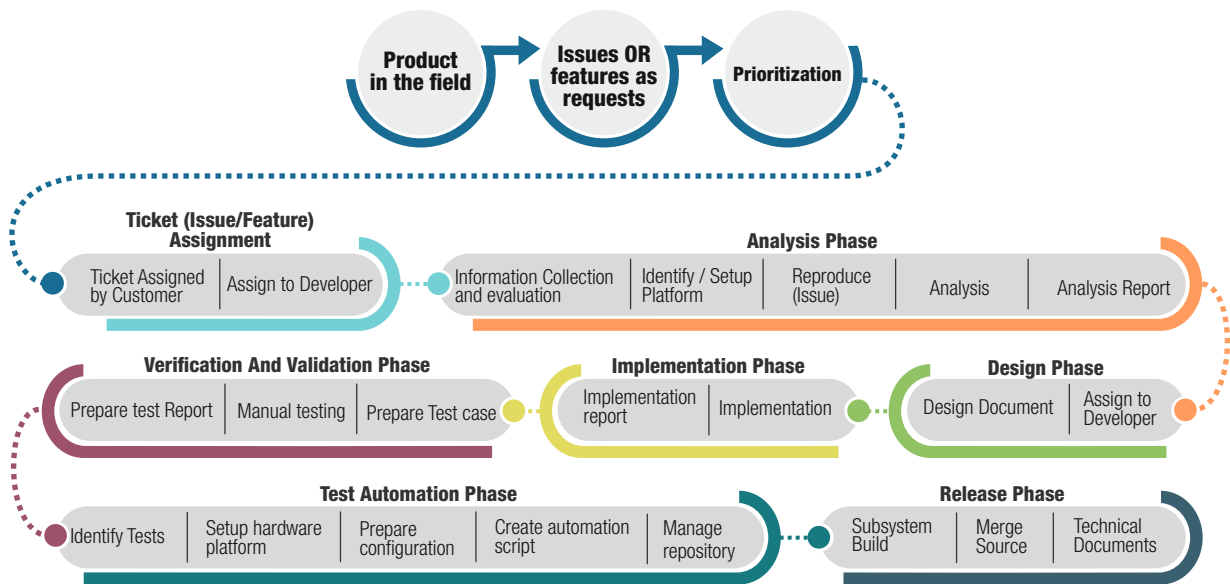 Product
in the field
Issues OR
features as
requests
Prioritization
Ticket (Issue/Feature)
Assignment
Ticket Assigned
by Customer
Assign to Developer
Analysis Phase
Information Collection
and evaluation
Identify / Setup
Platform
Reproduce
(Issue)
Analysis
Analysis Report
Verification And Validation Phase
Prepare test Report
Manual testing
Prepare Test case
Implementation Phase
Implementation
report
Implementation
Design Phase
Design Document
Assign to
Developer
Test Automation Phase
Identify Tests
Setup hardware
platform
Prepare
configuration
Create automation
script
Manage
repository
Release Phase
Subsystem
Build
Merge
Source
Technical
Documents